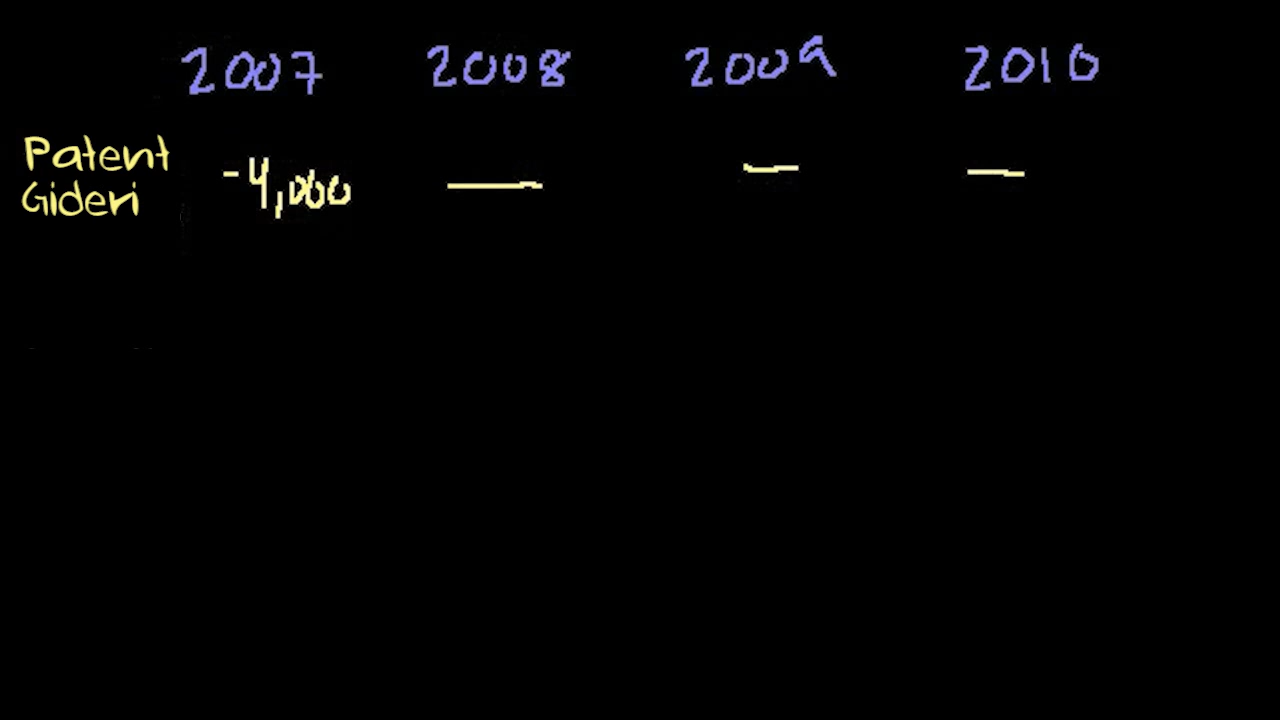 2007 2008 2009 2010
Patent -4,000 — — —
Gideri